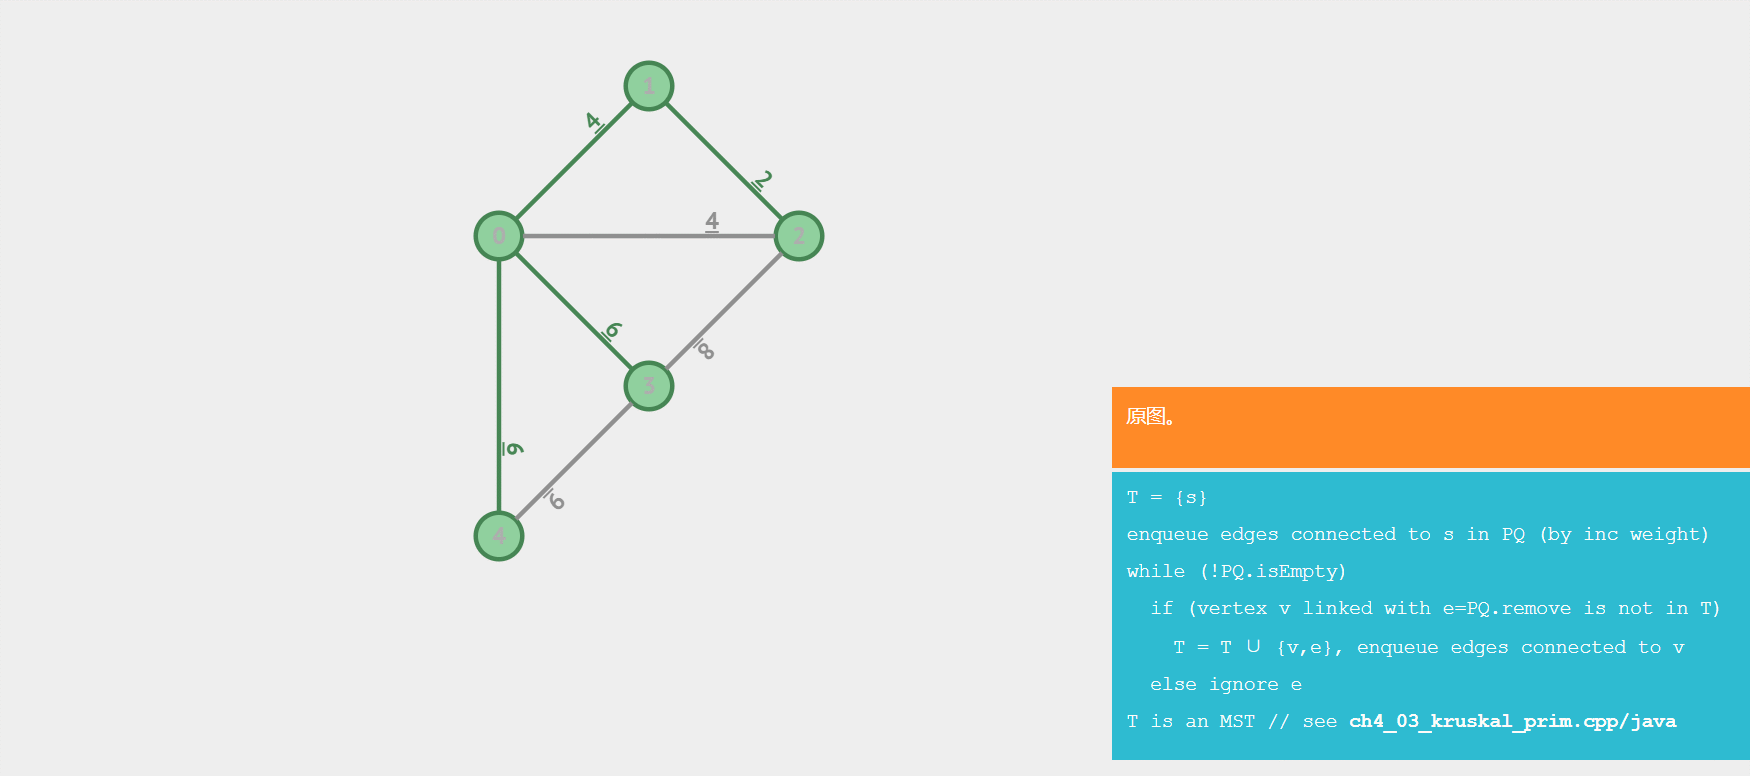 1
4
2
0
4
2
6
8
3
6
9
4
原图。
T = {s}
enqueue edges connected to s in PQ (by inc weight)
while (!PQ.isEmpty)
if (vertex v linked with e=PQ.remove is not in T)
T = T ∪ {v,e}, enqueue edges connected to v
else ignore e
T is an MST // see ch4_03_kruskal_prim.cpp/java